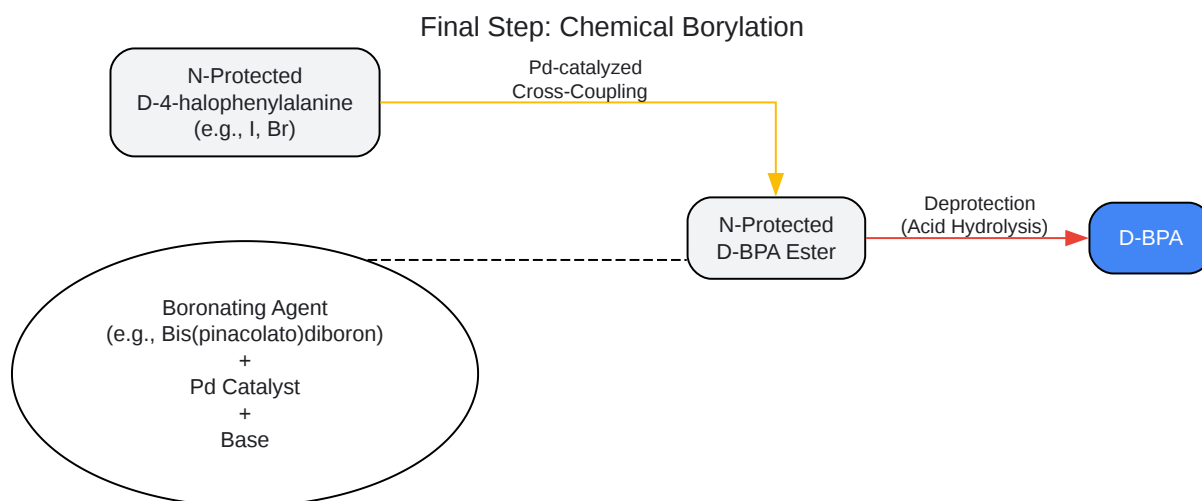 Final Step: Chemical Borylation
N-Protected
D-4-halophenylalanine
(e.g., I, Br)
Pd-catalyzed
Cross-Coupling
N-Protected
D-BPA Ester
Deprotection
(Acid Hydrolysis)
D-BPA
Boronating Agent
(e.g., Bis(pinacolato)diboron)
+
Pd Catalyst
+
Base